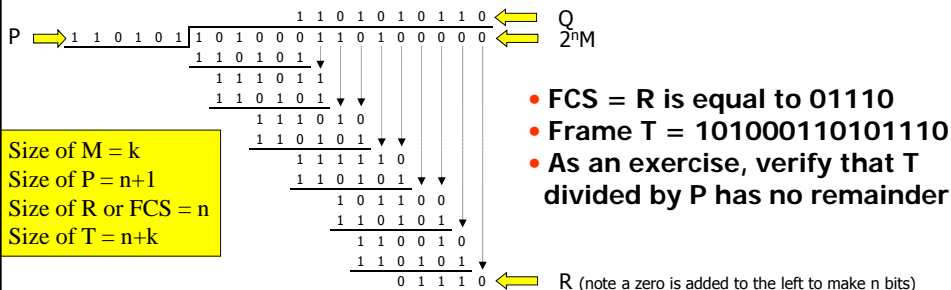 1 1 0 1 0 1 0 1 1 0 Q
P 1 1 0 1 0 1 1 0 1 0 0 0 1 1 0 1 0 0 0 0 0 2ⁿM
1 1 0 1 0 1
1 1 1 0 1 1
1 1 0 1 0 1
1 1 1 0 1 0
1 1 0 1 0 1
1 1 1 1 1 0
1 1 0 1 0 1
1 0 1 1 0 0
1 1 0 1 0 1
1 1 0 0 1 0
1 1 0 1 0 1
0 1 1 1 0 R (note a zero is added to the left to make n bits)
Size of M = k
Size of P = n+1
Size of R or FCS = n
Size of T = n+k
• FCS = R is equal to 01110
• Frame T = 101000110101110
• As an exercise, verify that T
divided by P has no remainder